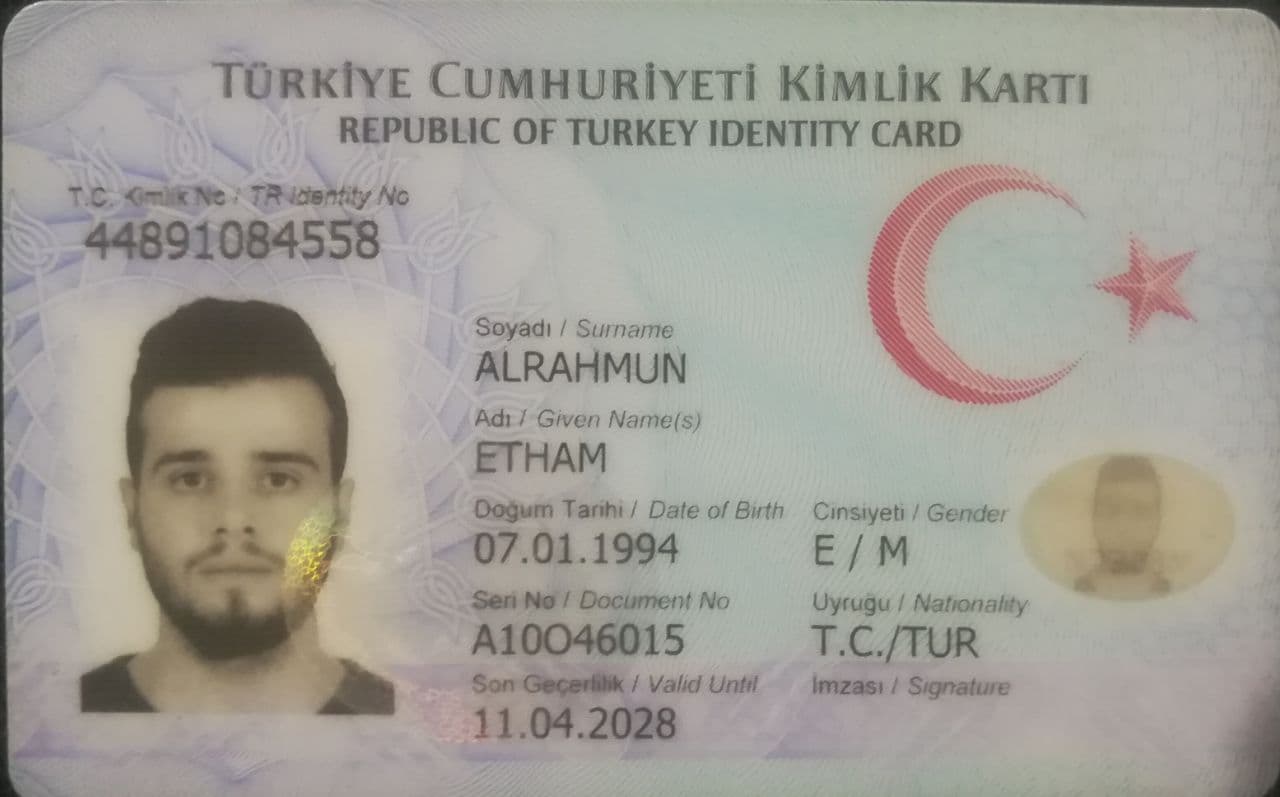 TÜRKİYE CUMHURİYETİ KİMLİK KARTI
REPUBLIC OF TURKEY IDENTITY CARD
T.C. Kimlik No / TR Identity No
44891084558
Soyadı / Surname
ALRAHMUN
Adı / Given Name(s)
ETHAM
Doğum Tarihi / Date of Birth
Cinsiyeti / Gender
07.01.1994
E / M
Seri No / Document No
Uyruğu / Nationality
A10O46015
T.C./TUR
Son Geçerlilik / Valid Until
İmzası / Signature
11.04.2028